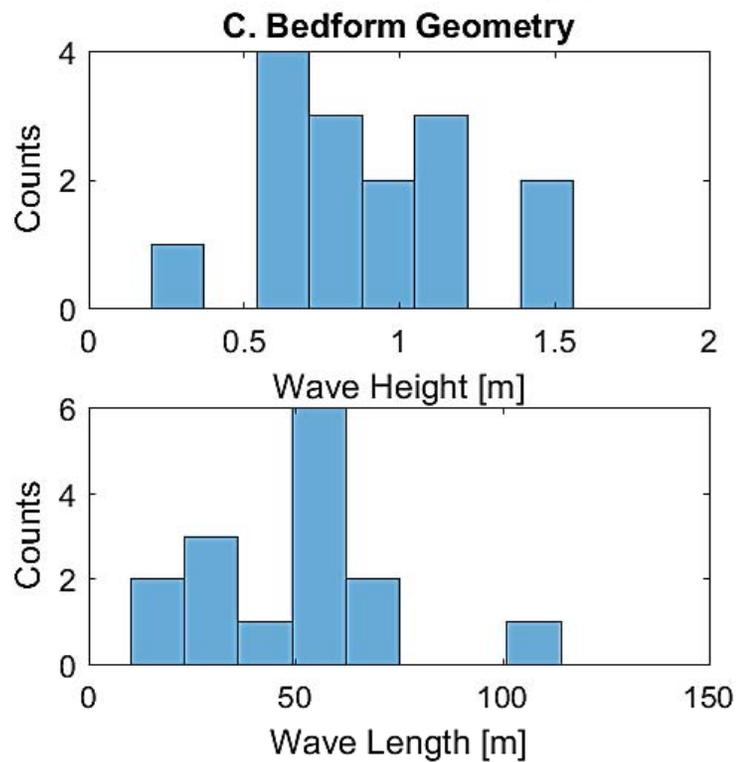 C. Bedform Geometry
4
2
0
Counts
0 0.5 1 1.5 2
Wave Height [m]
6
4
2
0
Counts
0 50 100 150
Wave Length [m]